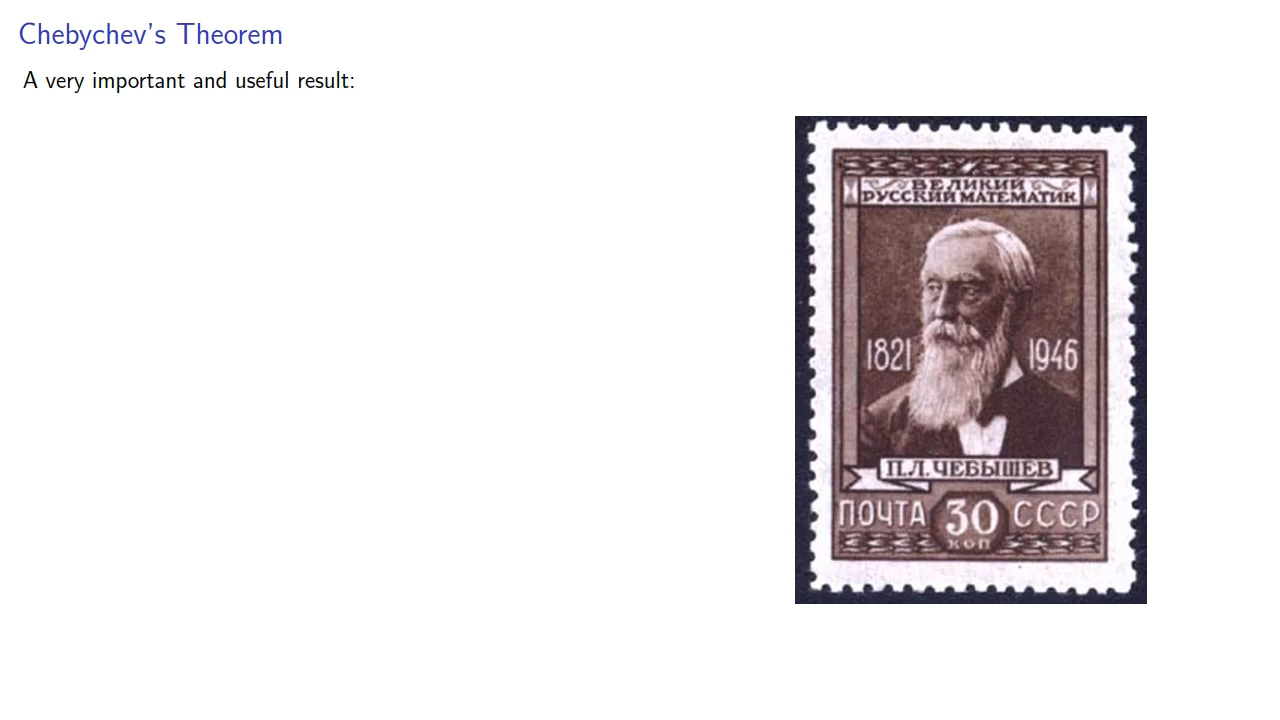 Chebychev's Theorem
A very important and useful result:
ВЕЛИКИЙ
РУССКИЙ МАТЕМАТИК
1821 1946
П.Л. ЧЕБЫШЕВ
ПОЧТА 30 СССР
КОП